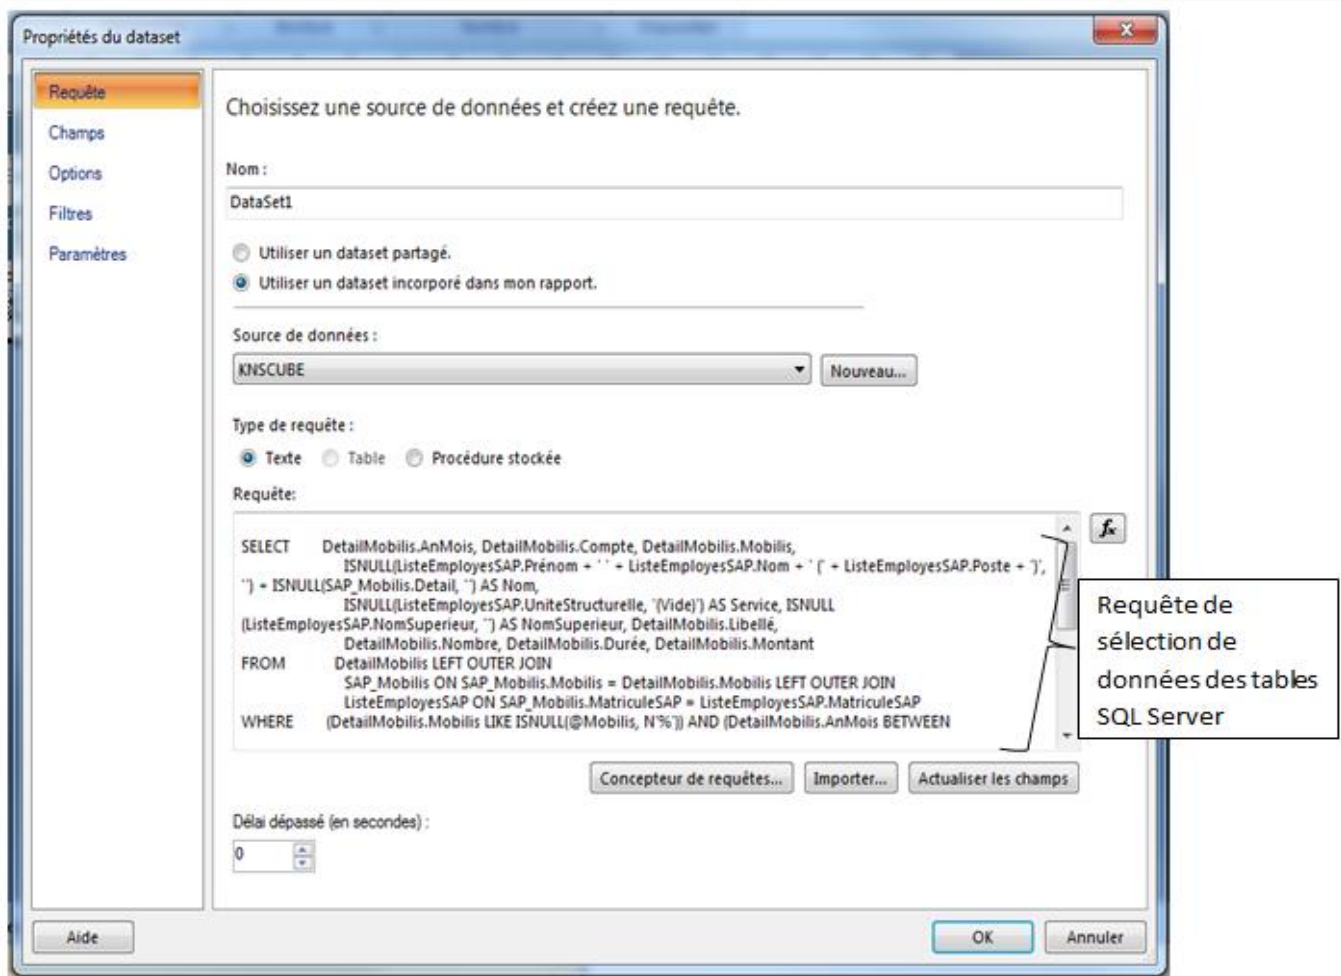 Propriétés du dataset
x
Requête
Champs
Options
Filtres
Paramètres
Choisissez une source de données et créez une requête.
Nom :
DataSet1
Utiliser un dataset partagé.
Utiliser un dataset incorporé dans mon rapport.
Source de données :
KNSCUBE
Nouveau...
Type de requête :
Texte Table Procédure stockée
Requête:
fx
SELECT DetailMobilis.AnMois, DetailMobilis.Compte, DetailMobilis.Mobilis,
ISNULL(ListeEmployesSAP.Prénom + ' ' + ListeEmployesSAP.Nom + ' (' + ListeEmployesSAP.Poste + ')',
'') + ISNULL(SAP_Mobilis.Detail, '') AS Nom,
ISNULL(ListeEmployesSAP.UniteStructurelle, '(Vide)') AS Service, ISNULL
(ListeEmployesSAP.NomSuperieur, '') AS NomSuperieur, DetailMobilis.Libellé,
DetailMobilis.Nombre, DetailMobilis.Durée, DetailMobilis.Montant
FROM DetailMobilis LEFT OUTER JOIN
SAP_Mobilis ON SAP_Mobilis.Mobilis = DetailMobilis.Mobilis LEFT OUTER JOIN
ListeEmployesSAP ON SAP_Mobilis.MatriculeSAP = ListeEmployesSAP.MatriculeSAP
WHERE (DetailMobilis.Mobilis LIKE ISNULL(@Mobilis, N'%')) AND (DetailMobilis.AnMois BETWEEN
Requête de
sélection de
données des tables
SQL Server
Concepteur de requêtes... Importer... Actualiser les champs
Délai dépassé (en secondes) :
0
Aide OK Annuler